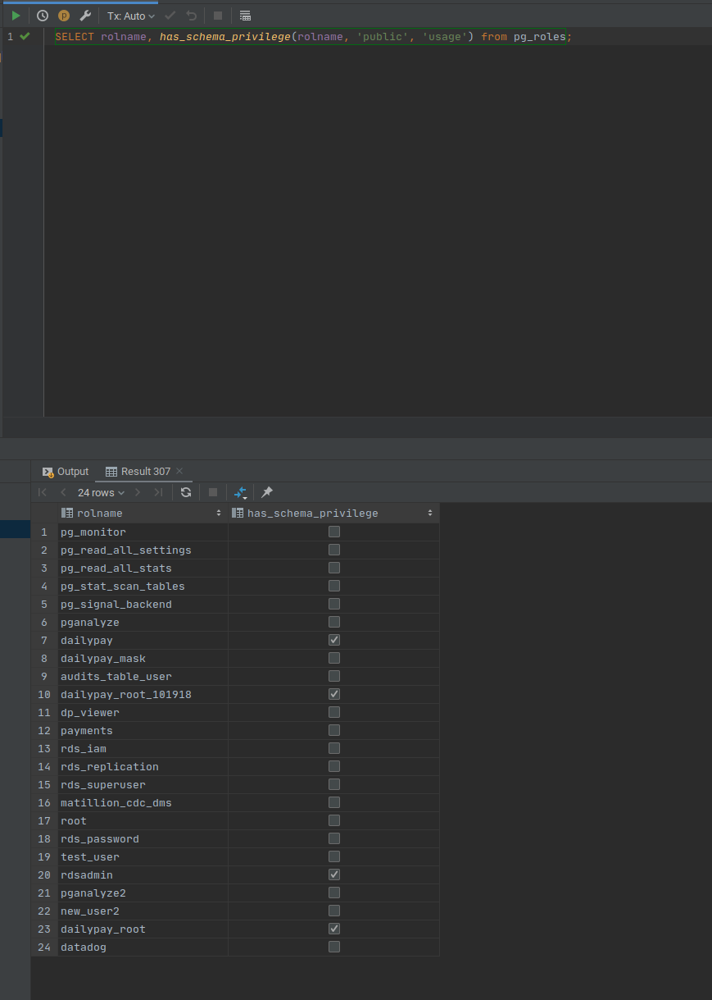 Tx: Auto
1 SELECT rolname, has_schema_privilege(rolname, 'public', 'usage') from pg_roles;
Output Result 307
24 rows
rolname has_schema_privilege
1 pg_monitor
2 pg_read_all_settings
3 pg_read_all_stats
4 pg_stat_scan_tables
5 pg_signal_backend
6 pganalyze
7 dailypay
8 dailypay_mask
9 audits_table_user
10 dailypay_root_101918
11 dp_viewer
12 payments
13 rds_iam
14 rds_replication
15 rds_superuser
16 matillion_cdc_dms
17 root
18 rds_password
19 test_user
20 rdsadmin
21 pganalyze2
22 new_user2
23 dailypay_root
24 datadog